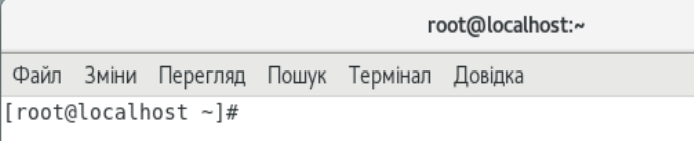 root@localhost:~
Файл Зміни Перегляд Пошук Термінал Довідка
[root@localhost ~]#